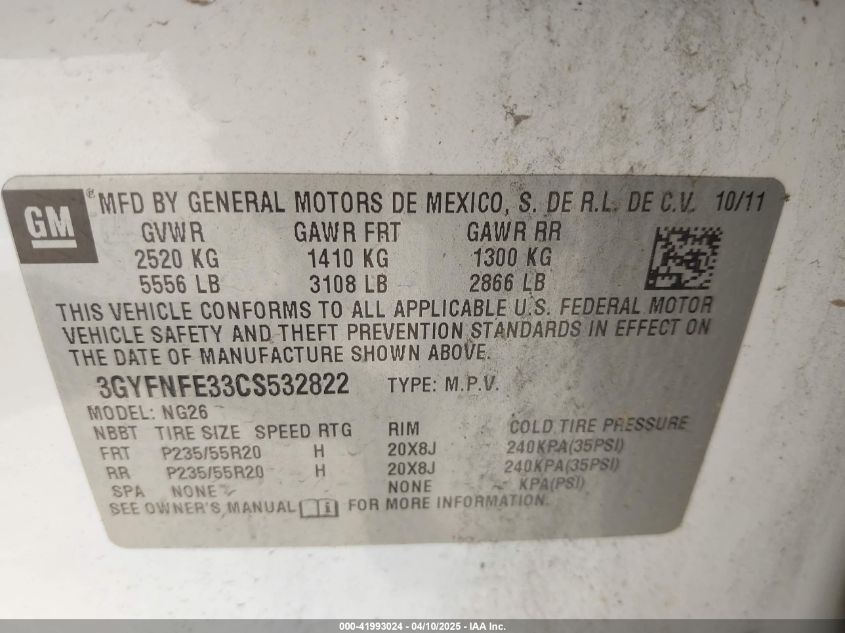 GM ® MFD BY GENERAL MOTORS DE MEXICO, S. DE R.L. DE C.V. 10/11
GVWR GAWR FRT GAWR RR
2520 KG 1410 KG 1300 KG
5556 LB 3108 LB 2866 LB
THIS VEHICLE CONFORMS TO ALL APPLICABLE U.S. FEDERAL MOTOR
VEHICLE SAFETY AND THEFT PREVENTION STANDARDS IN EFFECT ON
THE DATE OF MANUFACTURE SHOWN ABOVE.
3GYFNFE33CS532822 TYPE: M.P.V.
MODEL: NG26
NBBT TIRE SIZE SPEED RTG RIM COLD TIRE PRESSURE
FRT P235/55R20 H 20X8J 240KPA(35PSI)
RR P235/55R20 H 20X8J 240KPA(35PSI)
SPA NONE NONE KPA(PSI)
SEE OWNER'S MANUAL FOR MORE INFORMATION.
000-41993024 - 04/10/2025 - IAA Inc.